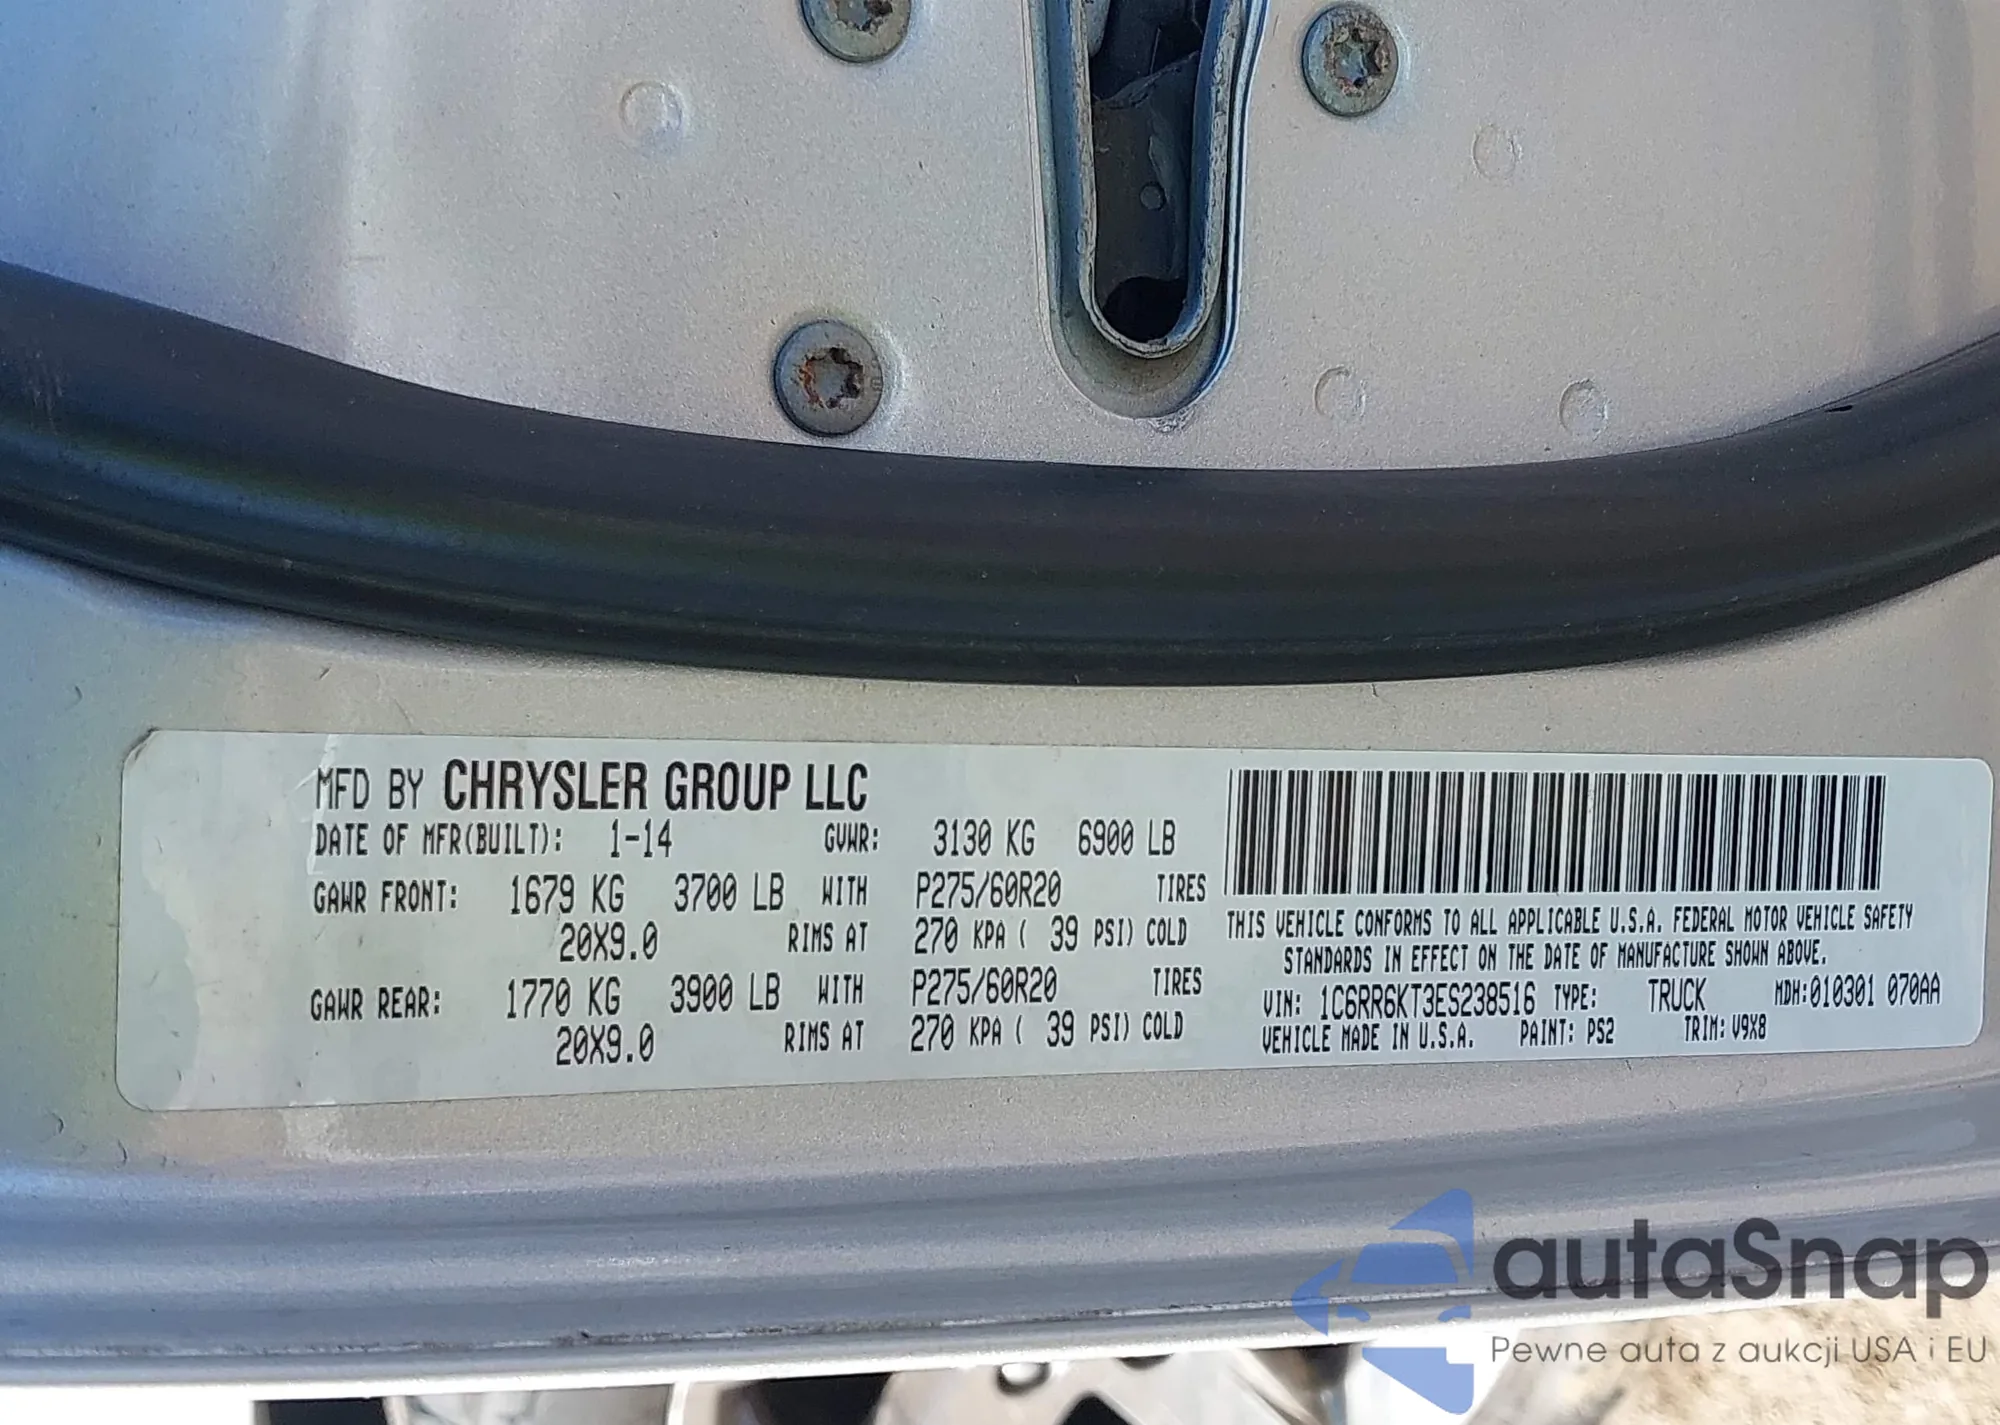 MFD BY CHRYSLER GROUP LLC
DATE OF MFR(BUILT): 1-14 GVWR: 3130 KG 6900 LB
GAWR FRONT: 1679 KG 3700 LB WITH P275/60R20 TIRES
20X9.0 RIMS AT 270 KPA ( 39 PSI) COLD
GAWR REAR: 1770 KG 3900 LB WITH P275/60R20 TIRES
20X9.0 RIMS AT 270 KPA ( 39 PSI) COLD
THIS VEHICLE CONFORMS TO ALL APPLICABLE U.S.A. FEDERAL MOTOR VEHICLE SAFETY
STANDARDS IN EFFECT ON THE DATE OF MANUFACTURE SHOWN ABOVE.
VIN: 1C6RR6KT3ES238516 TYPE: TRUCK MDH:010301 070AA
VEHICLE MADE IN U.S.A. PAINT: PS2 TRIM: V9X8
autaSnap
Pewne auta z aukcji USA i EU